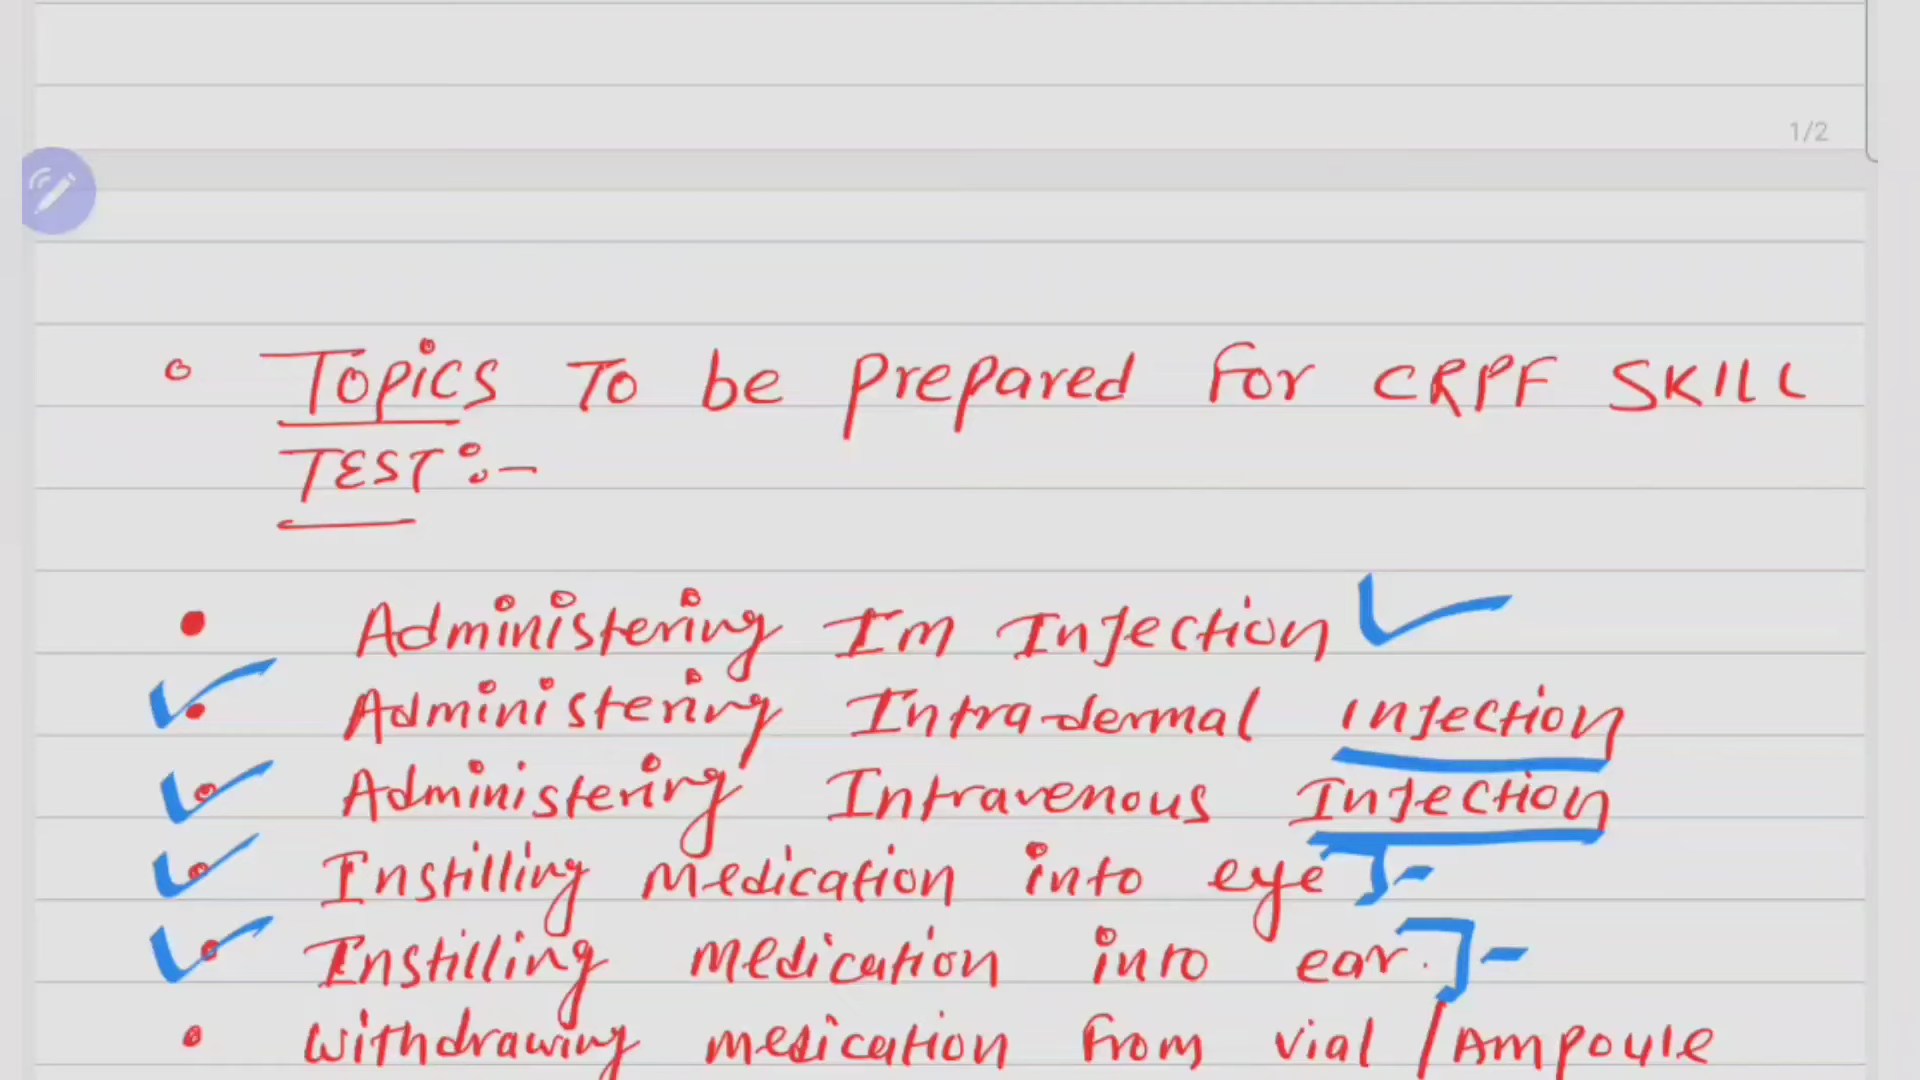 1/2
Topics To be prepared for CRPF SKILL
TEST:-
Administering Im Injection
Administering Intra-dermal injection
Administering Intravenous Injection
Instilling medication into eye
Instilling medication into ear.
withdrawing medication from vial / Ampoule